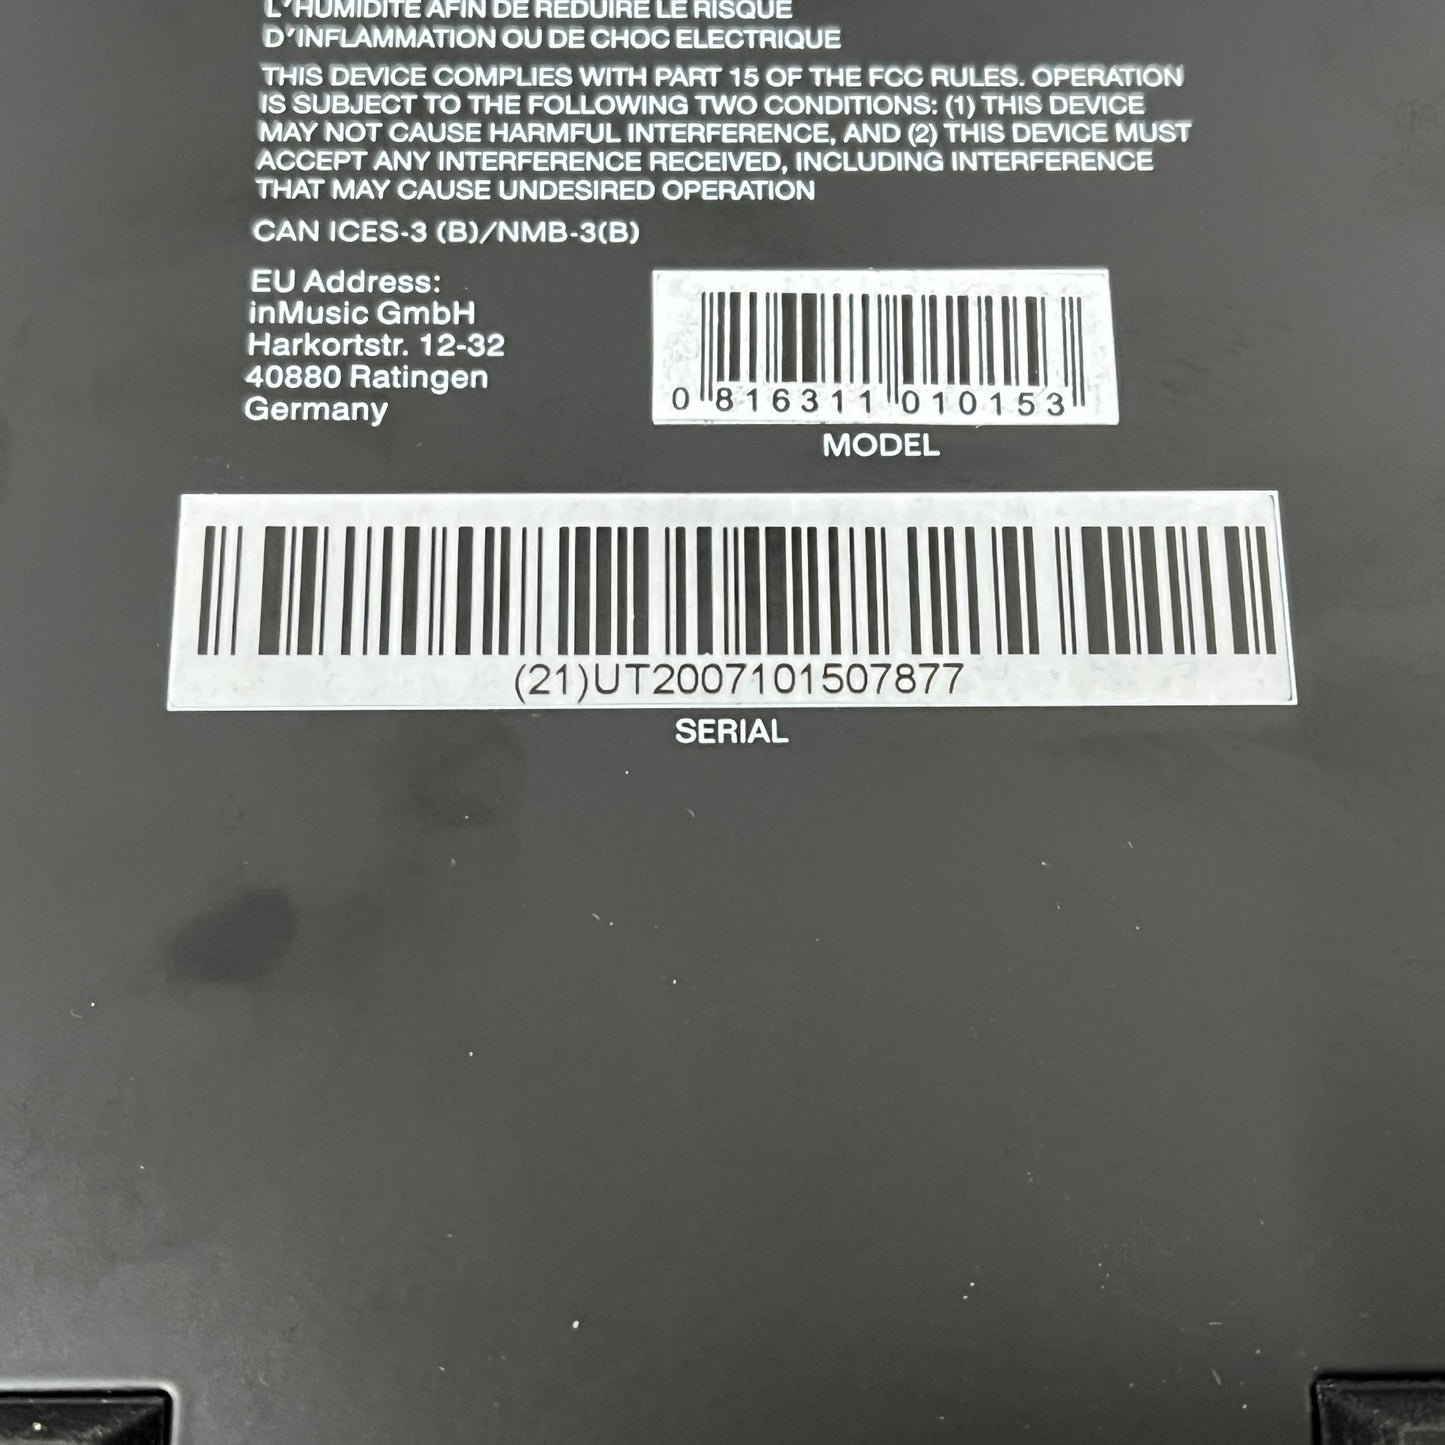 L'HUMIDITE AFIN DE REDUIRE LE RISQUE
D'INFLAMMATION OU DE CHOC ELECTRIQUE
THIS DEVICE COMPLIES WITH PART 15 OF THE FCC RULES. OPERATION
IS SUBJECT TO THE FOLLOWING TWO CONDITIONS: (1) THIS DEVICE
MAY NOT CAUSE HARMFUL INTERFERENCE, AND (2) THIS DEVICE MUST
ACCEPT ANY INTERFERENCE RECEIVED, INCLUDING INTERFERENCE
THAT MAY CAUSE UNDESIRED OPERATION
CAN ICES-3 (B)/NMB-3(B)
EU Address:
inMusic GmbH
Harkortstr. 12-32
40880 Ratingen
Germany
0 816311 010153
MODEL
(21)UT2007101507877
SERIAL